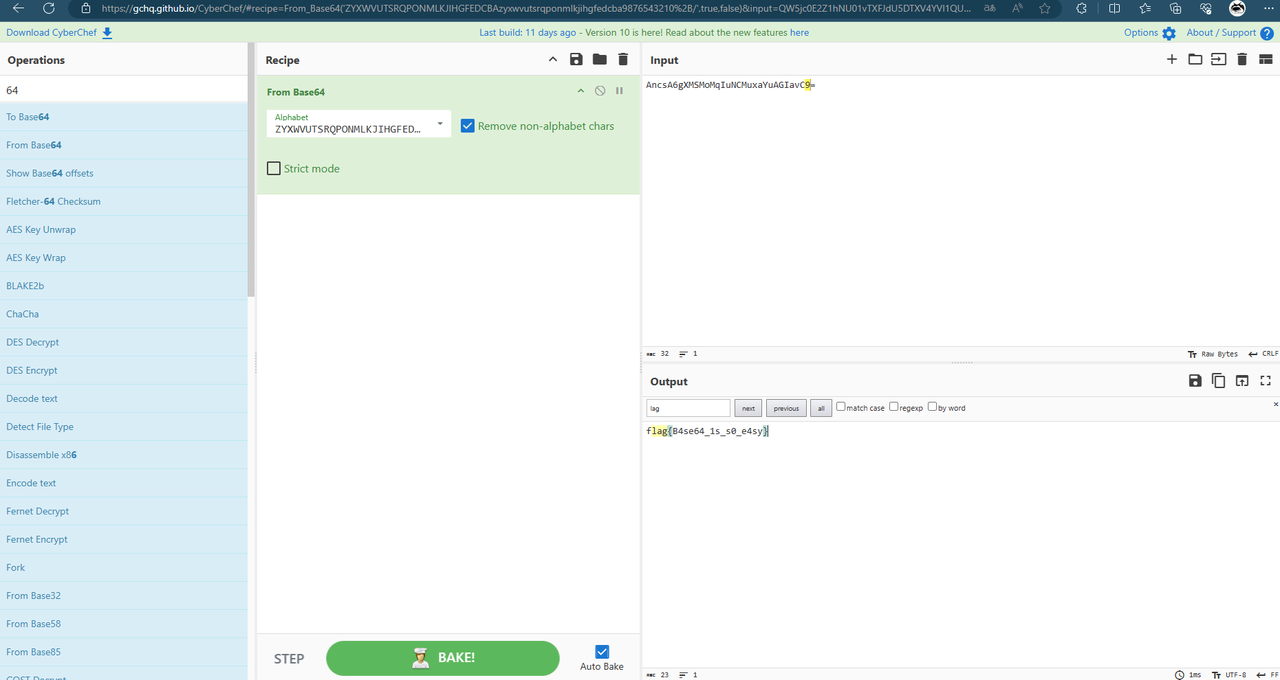 https://gchq.github.io/CyberChef/#recipe=From_Base64('ZYXWVUTSRQPONMLKJIHGFEDCBAzyxwvutsrqponmlkjihgfedcba9876543210%2B/',true,false)&input=QW5jc0E2Z1hNU01vTXFJdU5DTXV4YVl1QU...
Download CyberChef
Last build: 11 days ago - Version 10 is here! Read about the new features here
Options
About / Support
Operations
64
To Base64
From Base64
Show Base64 offsets
Fletcher-64 Checksum
AES Key Unwrap
AES Key Wrap
BLAKE2b
ChaCha
DES Decrypt
DES Encrypt
Decode text
Detect File Type
Disassemble x86
Encode text
Fernet Decrypt
Fernet Encrypt
Fork
From Base32
From Base58
From Base85
COST Decrypt
Recipe
From Base64
Alphabet
ZYXWVUTSRQPONMLKJIHGFED...
Remove non-alphabet chars
Strict mode
STEP
BAKE!
Auto Bake
Input
AncsA6gXMSMoMqIuNCMuxaYuAGIavC9=
32 1
Raw Bytes CRLF
Output
lag next previous all match case regexp by word ×
flag{B4se64_1s_s0_e4sy}
23 1
1ms UTF-8 FF